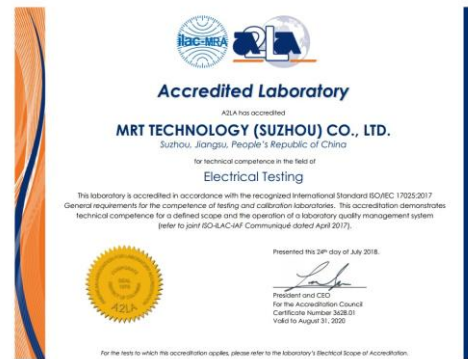 ilac-MRA
A2LA
Accredited Laboratory
A2LA has accredited
MRT TECHNOLOGY (SUZHOU) CO., LTD.
Suzhou, Jiangsu, People's Republic of China
for technical competence in the field of
Electrical Testing
This laboratory is accredited in accordance with the recognized International Standard ISO/IEC 17025:2017
General requirements for the competence of testing and calibration laboratories. This accreditation demonstrates
technical competence for a defined scope and the operation of a laboratory quality management system
(refer to joint ISO-ILAC-IAF Communiqué dated April 2017).
Presented this 24th day of July 2018.
President and CEO
For the Accreditation Council
Certificate Number 3628.01
Valid to August 31, 2020
A2LA
For the tests to which this accreditation applies, please refer to the laboratory's Electrical Scope of Accreditation.